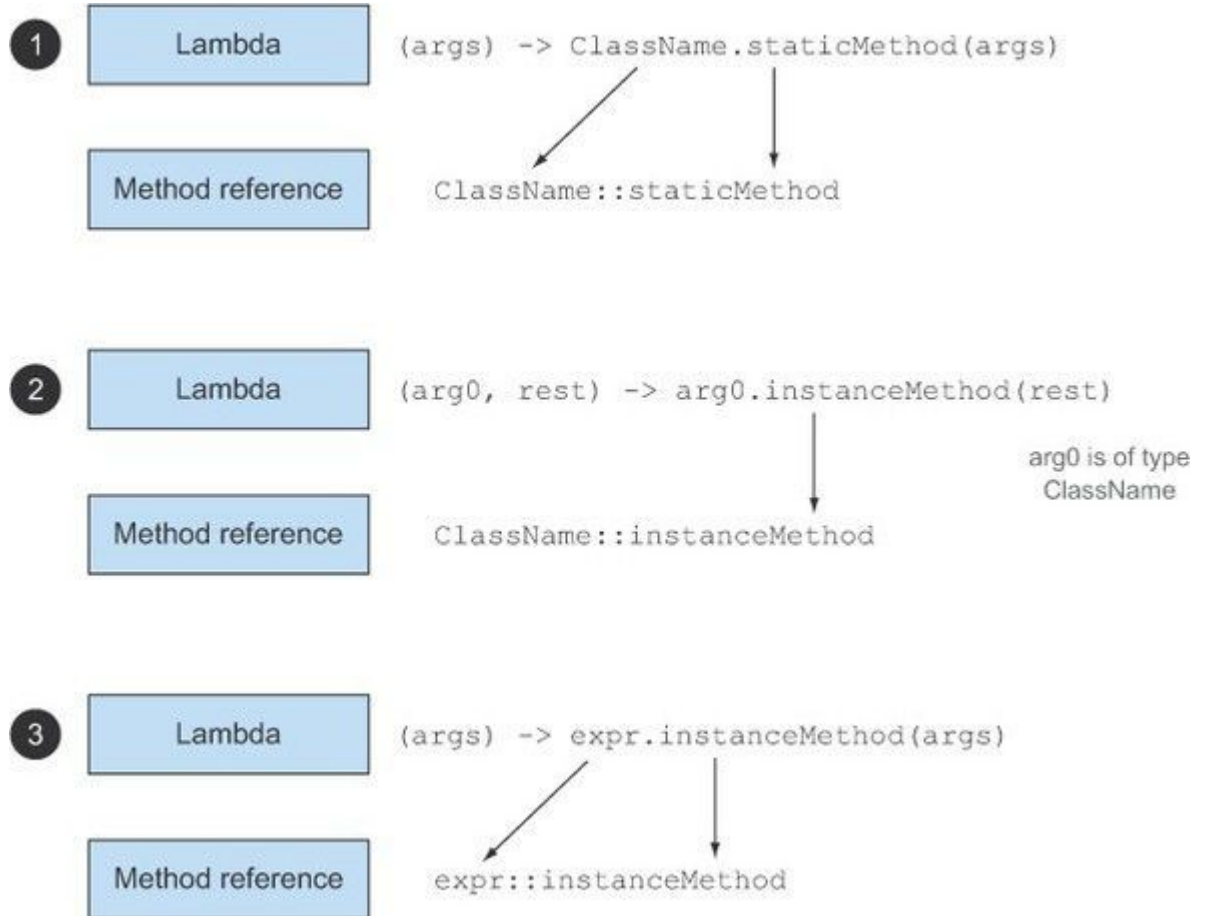 1 Lambda (args) -> ClassName.staticMethod(args)
Method reference ClassName::staticMethod
2 Lambda (arg0, rest) -> arg0.instanceMethod(rest)
arg0 is of type
ClassName
Method reference ClassName::instanceMethod
3 Lambda (args) -> expr.instanceMethod(args)
Method reference expr::instanceMethod